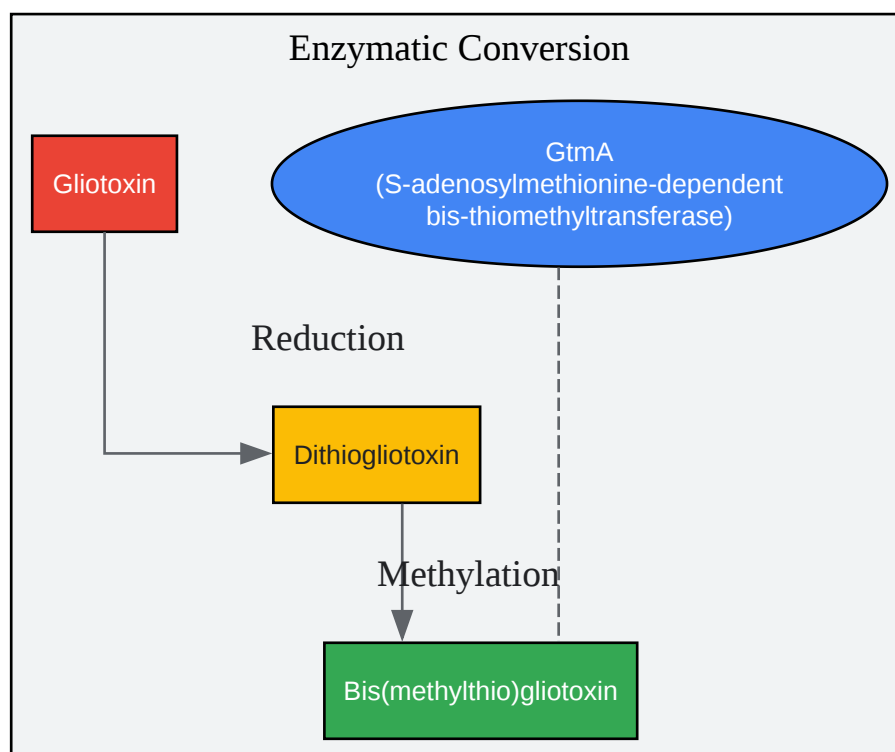 Enzymatic Conversion
Gliotoxin
GtmA
(S-adenosylmethionine-dependent
bis-thiomethyltransferase)
Reduction
Dithiogliotoxin
Methylation
Bis(methylthio)gliotoxin